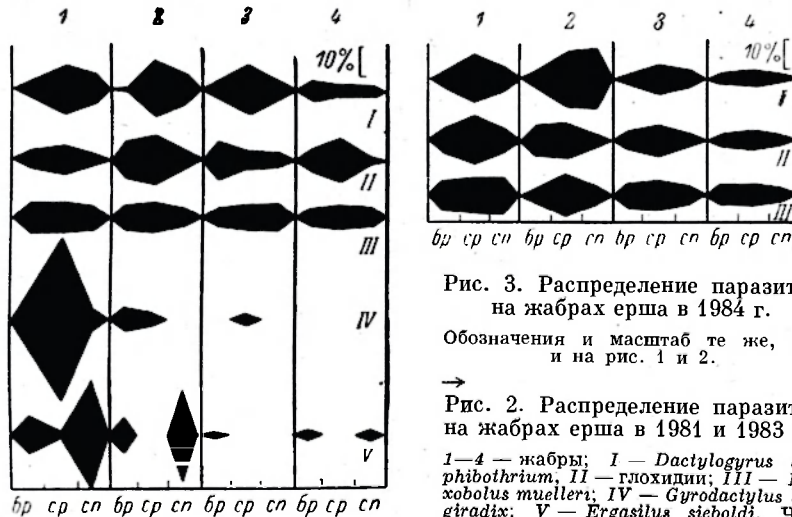 1 2 3 4
10%
I
II
III
IV
V
бр ср сп бр ср сп бр ср сп бр ср сп
1 2 3 4
10%
I
II
III
бр ср сп бр ср сп бр ср сп бр ср сп
Рис. 3. Распределение
на жабрах ерша в 1984 г.
Обозначения и масштаб те же,
и на рис. 1 и 2.
→
Рис. 2. Распределение
на жабрах ерша в 1981 и 1983
1—4 — жабры; I — Dactylogyrus
phibothrium, II — глохидии; III —
xobolus muelleri; IV — Gyrodactylus
giradix; V — Ergasilus sieboldi.